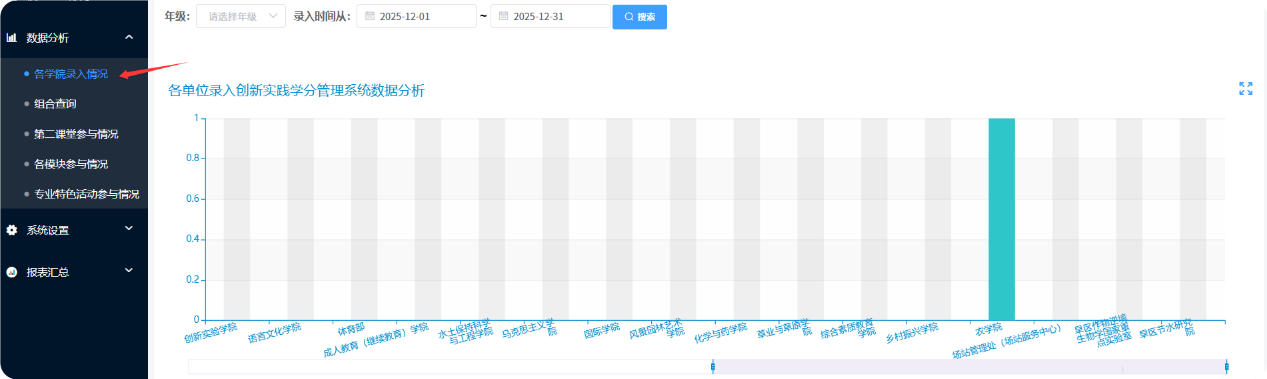 年级： 请选择年级 录入时间从： 2025-12-01 ~ 2025-12-31 搜索
数据分析
各学院录入情况
组合查询
第二课堂参与情况
各模块参与情况
专业特色活动参与情况
系统设置
报表汇总
各单位录入创新实践学分管理系统数据分析
1
0.8
0.6
0.4
0.2
0
创新实验学院
语言文化学院
体育部
成人教育（继续教育）学院
水土保持科学
与工程学院
马克思主义学
院
国际学院
风景园林艺术
学院
化学与药学院
草业与草原学
院
综合素质教育
学院
乡村振兴学院
农学院
场站管理处（场站服务中心）
旱区作物逆境
生物学国家重
点实验室
旱区节水研究
院